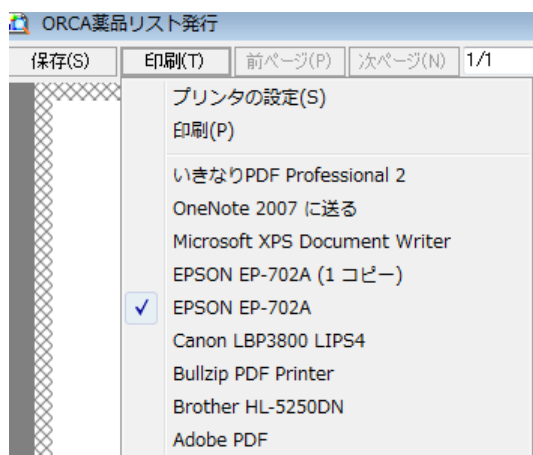 ORCA薬品リスト発行
保存(S) 印刷(T) 前ページ(P) 次ページ(N) 1/1
プリンタの設定(S)
印刷(P)
いきなりPDF Professional 2
OneNote 2007 に送る
Microsoft XPS Document Writer
EPSON EP-702A (1 コピー)
EPSON EP-702A
Canon LBP3800 LIPS4
Bullzip PDF Printer
Brother HL-5250DN
Adobe PDF